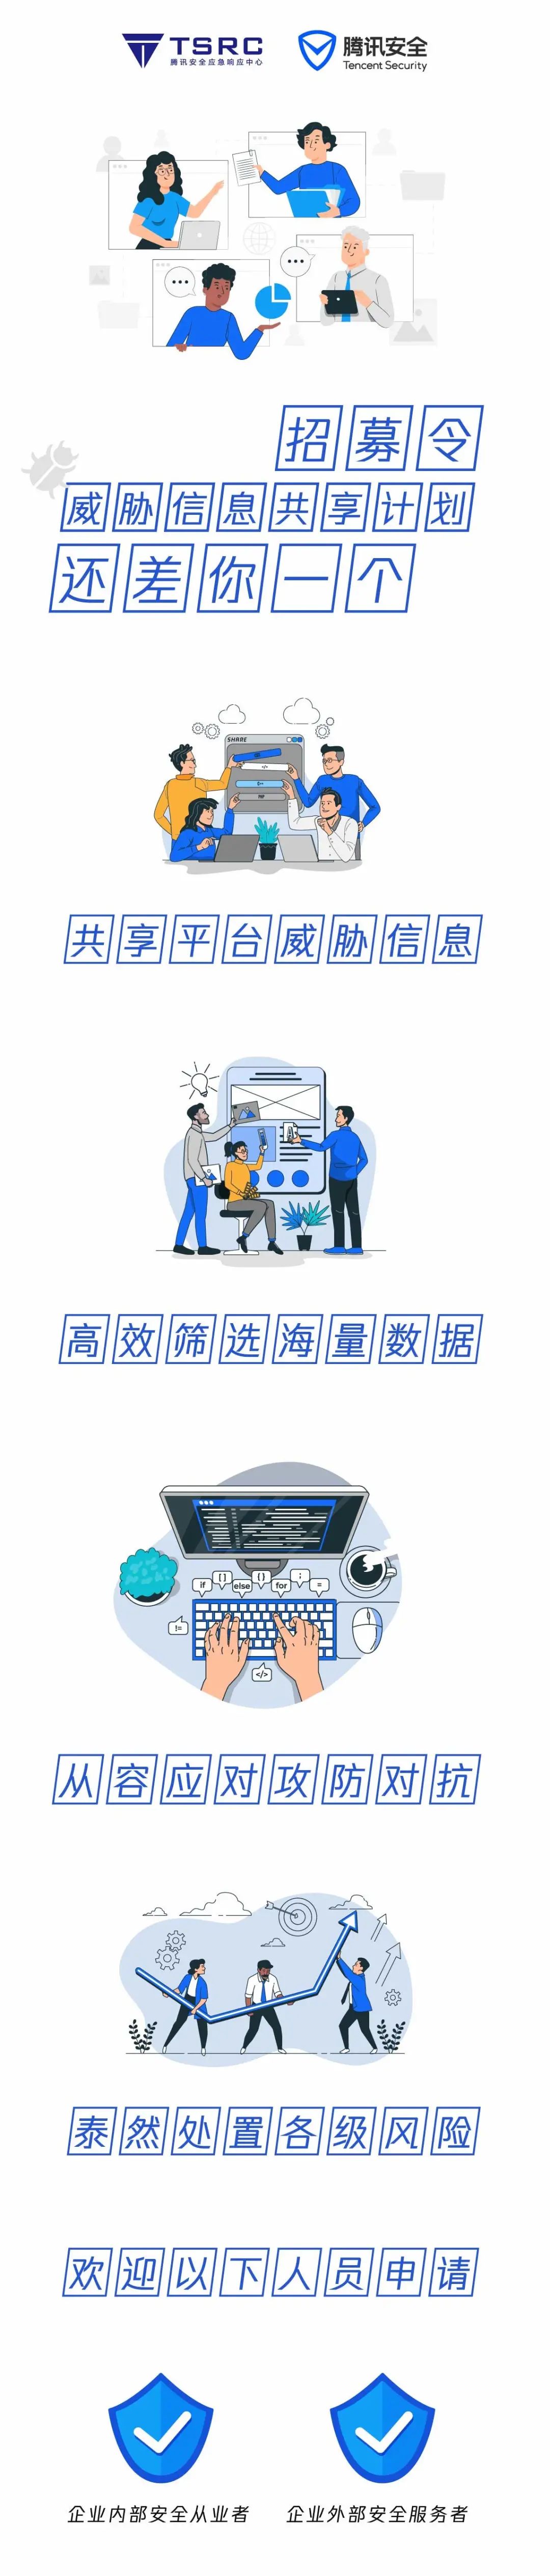 TSRC
腾讯安全应急响应中心
腾讯安全
Tencent Security
招募令
威胁信息共享计划
还差你一个
SHARE
</>
C++
PHP
共享平台威胁信息
高效筛选海量数据
if [ ] else ( ) for ; =
!=
</>
从容应对攻防对抗
泰然处置各级风险
欢迎以下人员申请
企业内部安全从业者
企业外部安全服务者